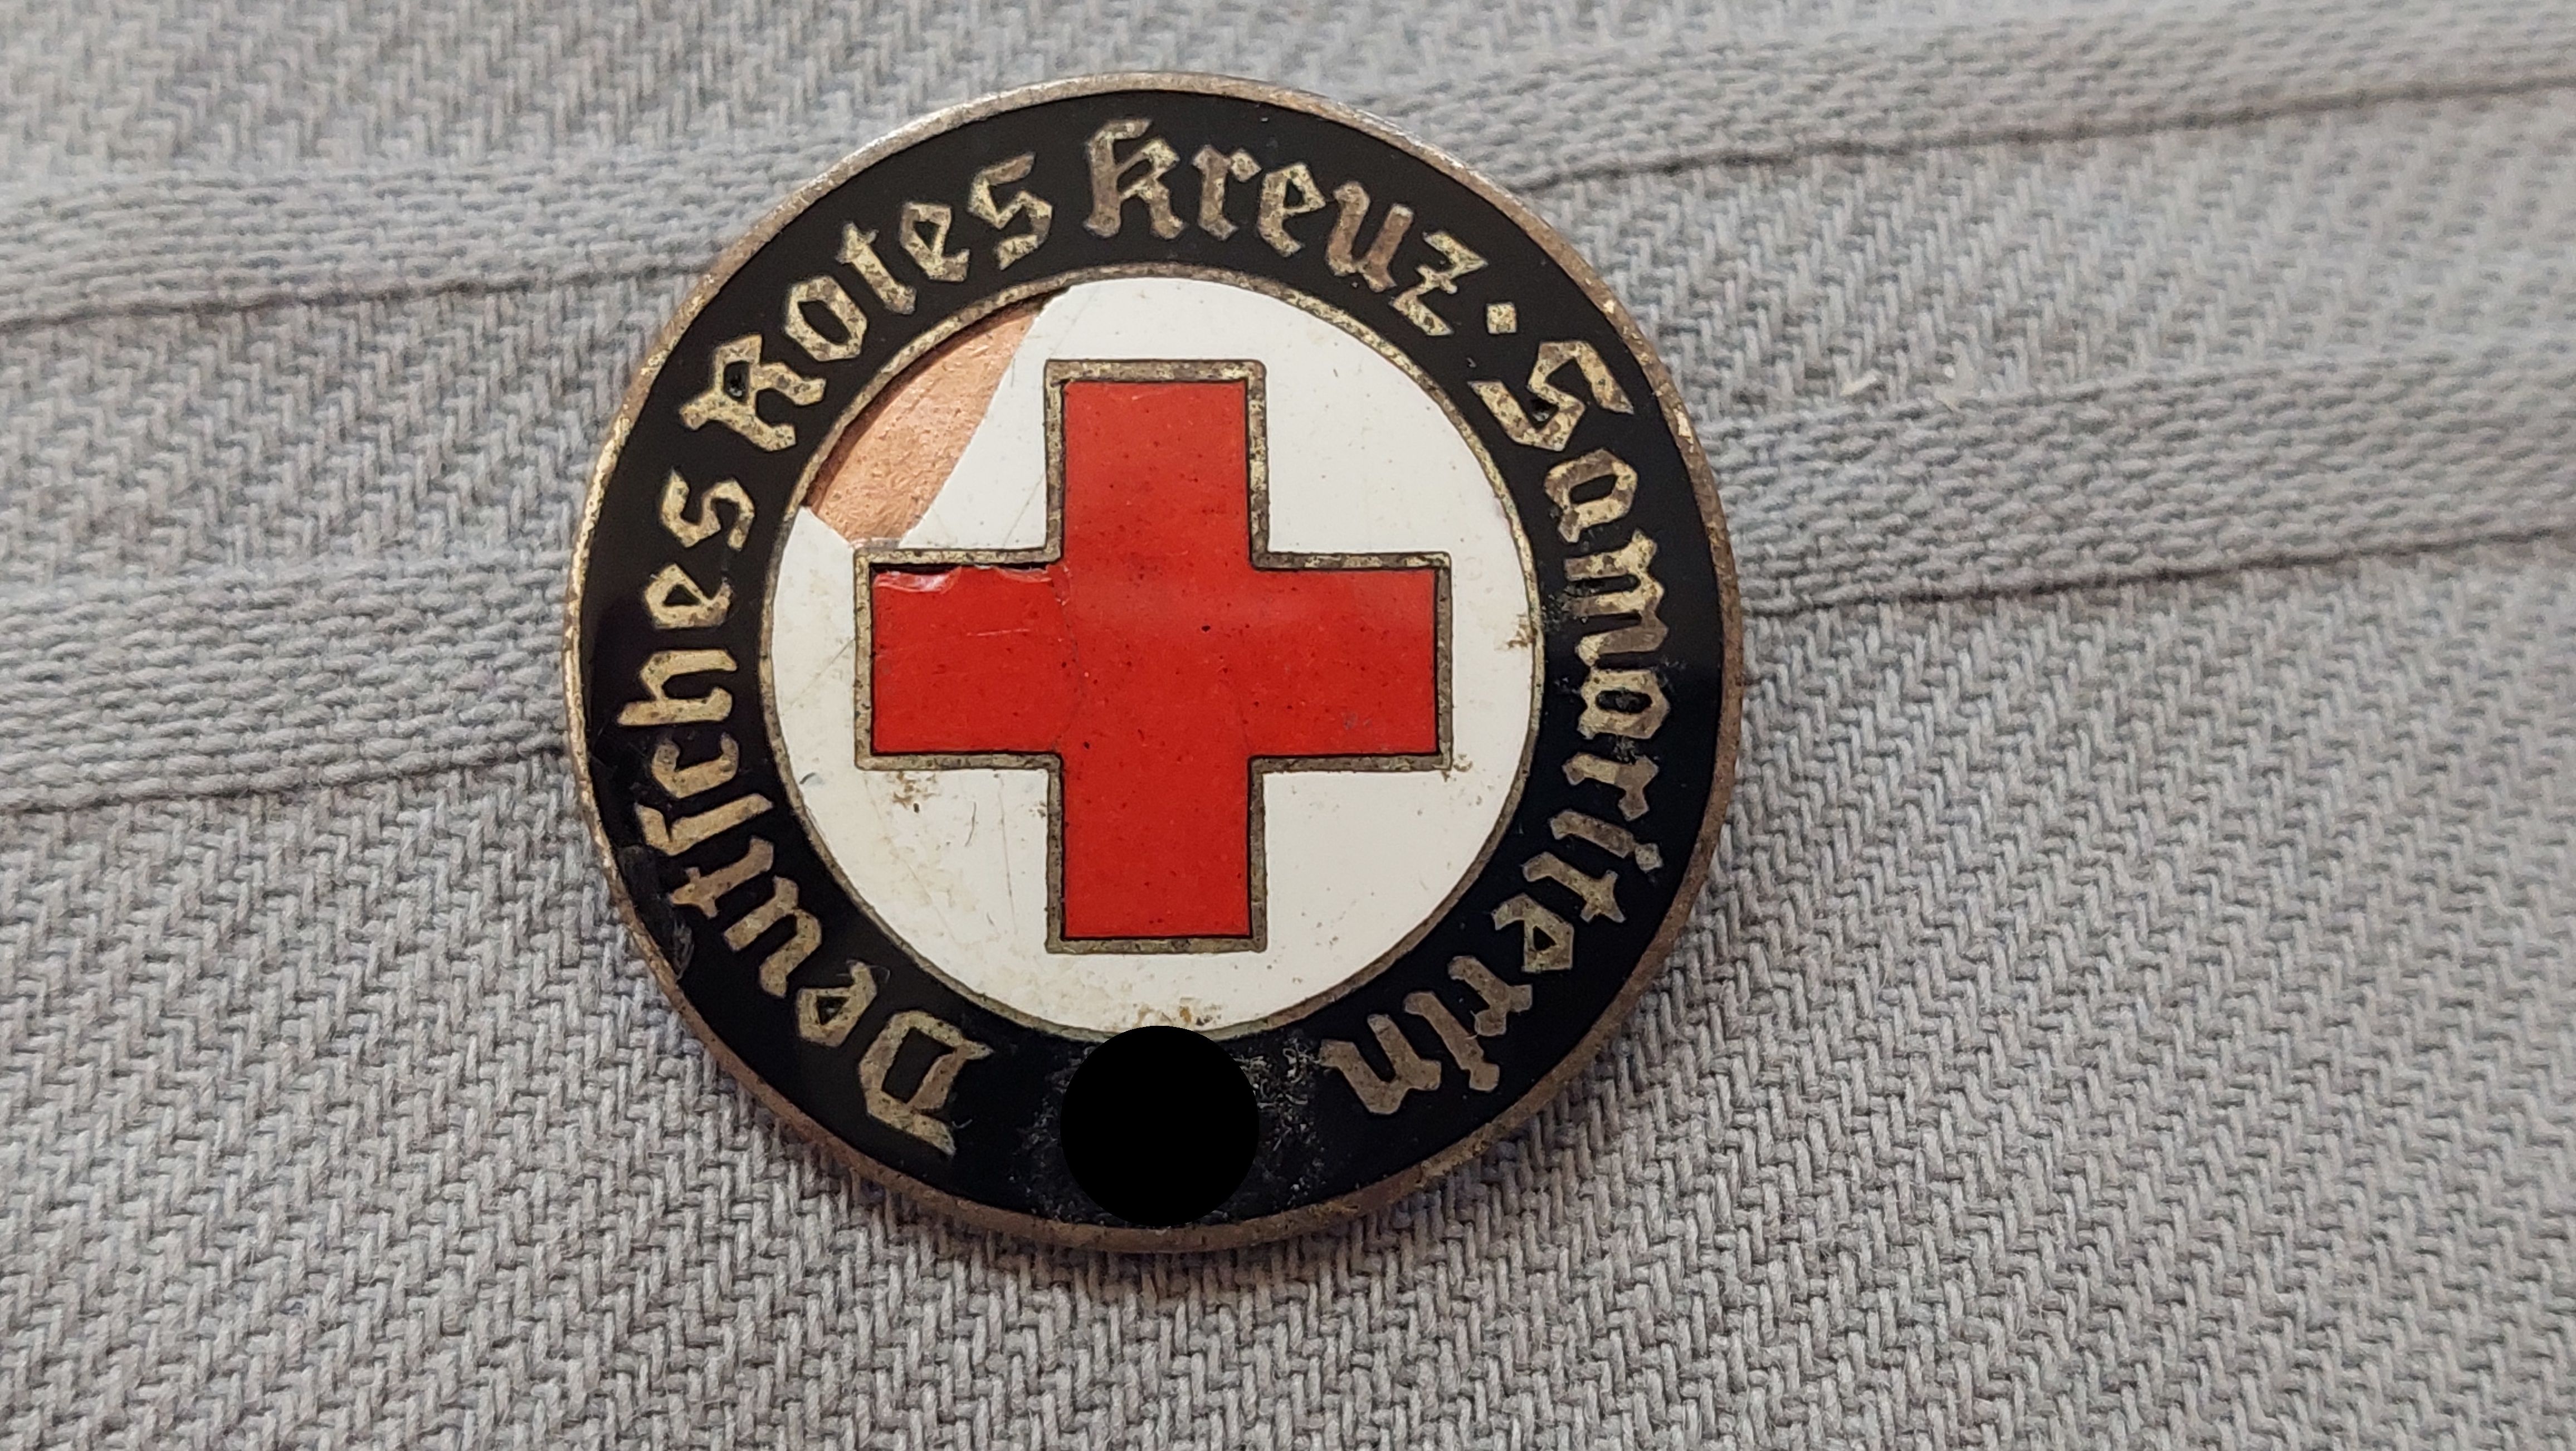 Deutsches Rotes Kreuz · Samariterin